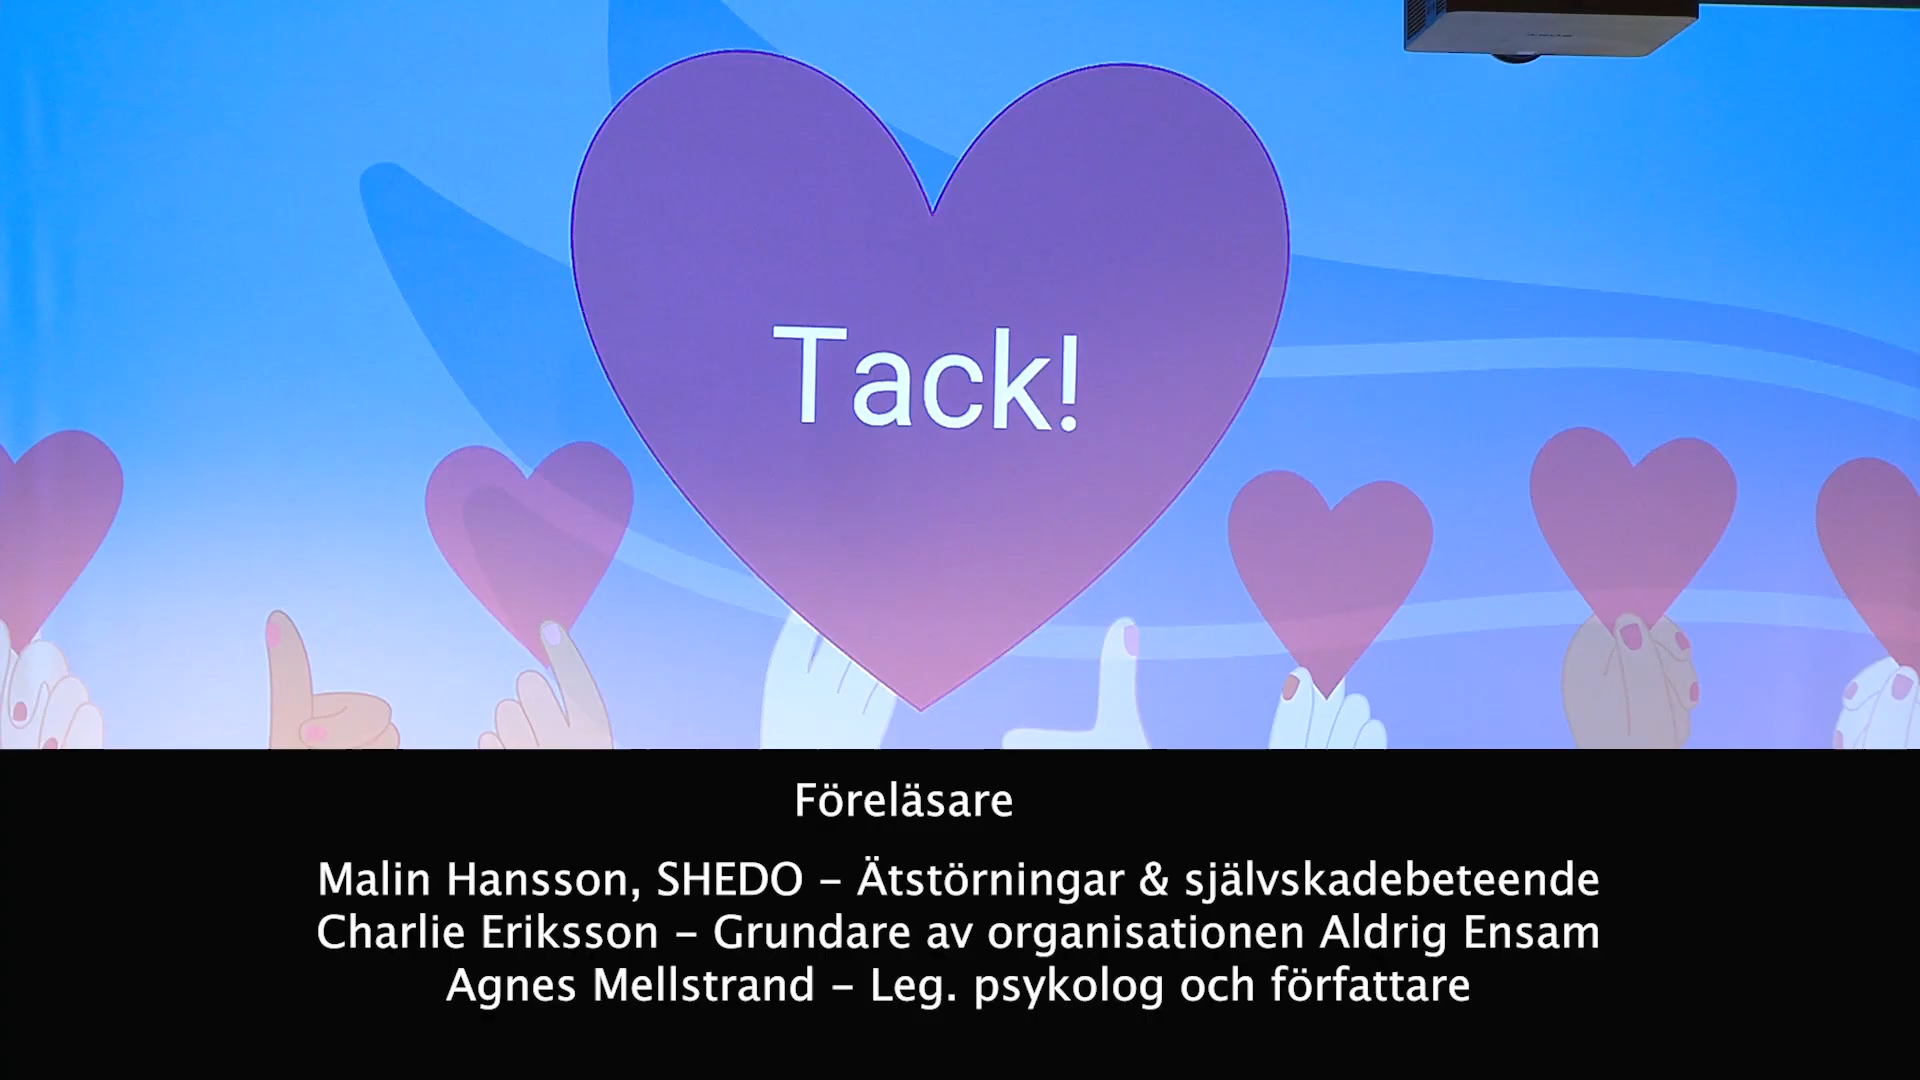 Tack!
Föreläsare
Malin Hansson, SHEDO – Ätstörningar & självskadebeteende
Charlie Eriksson – Grundare av organisationen Aldrig Ensam
Agnes Mellstrand – Leg. psykolog och författare